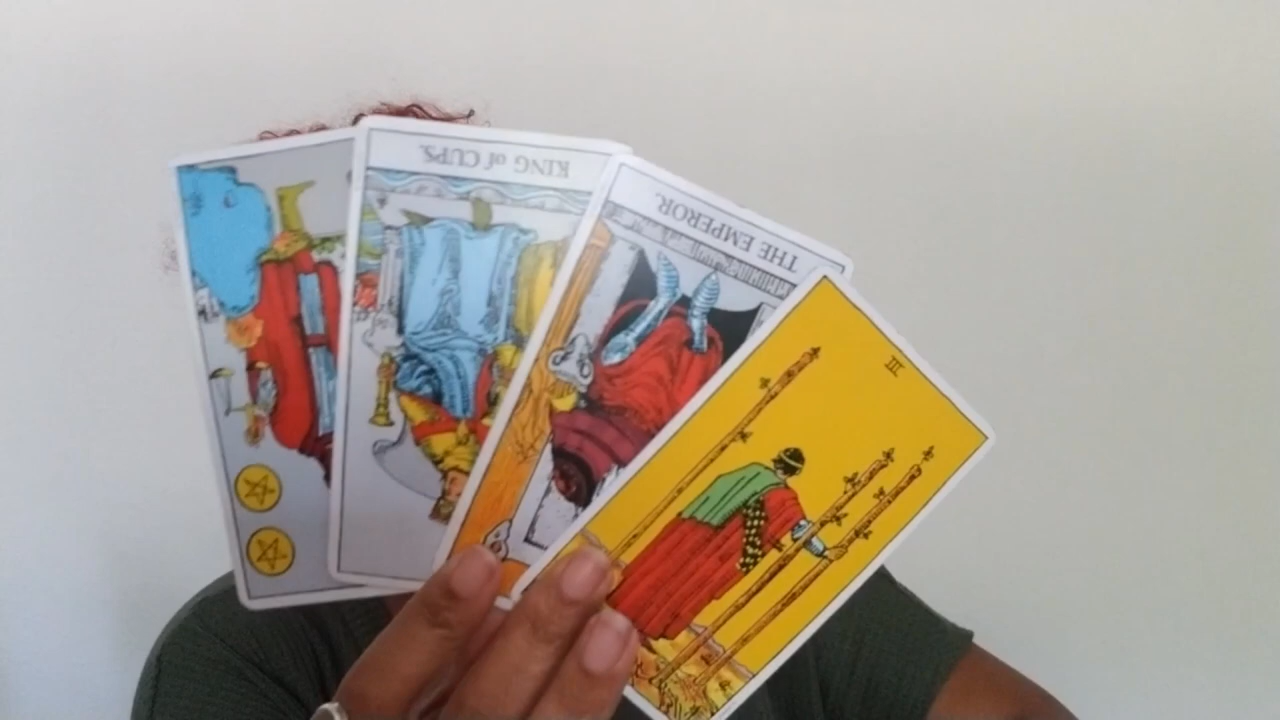 KING of CUPS.
THE EMPEROR.
III